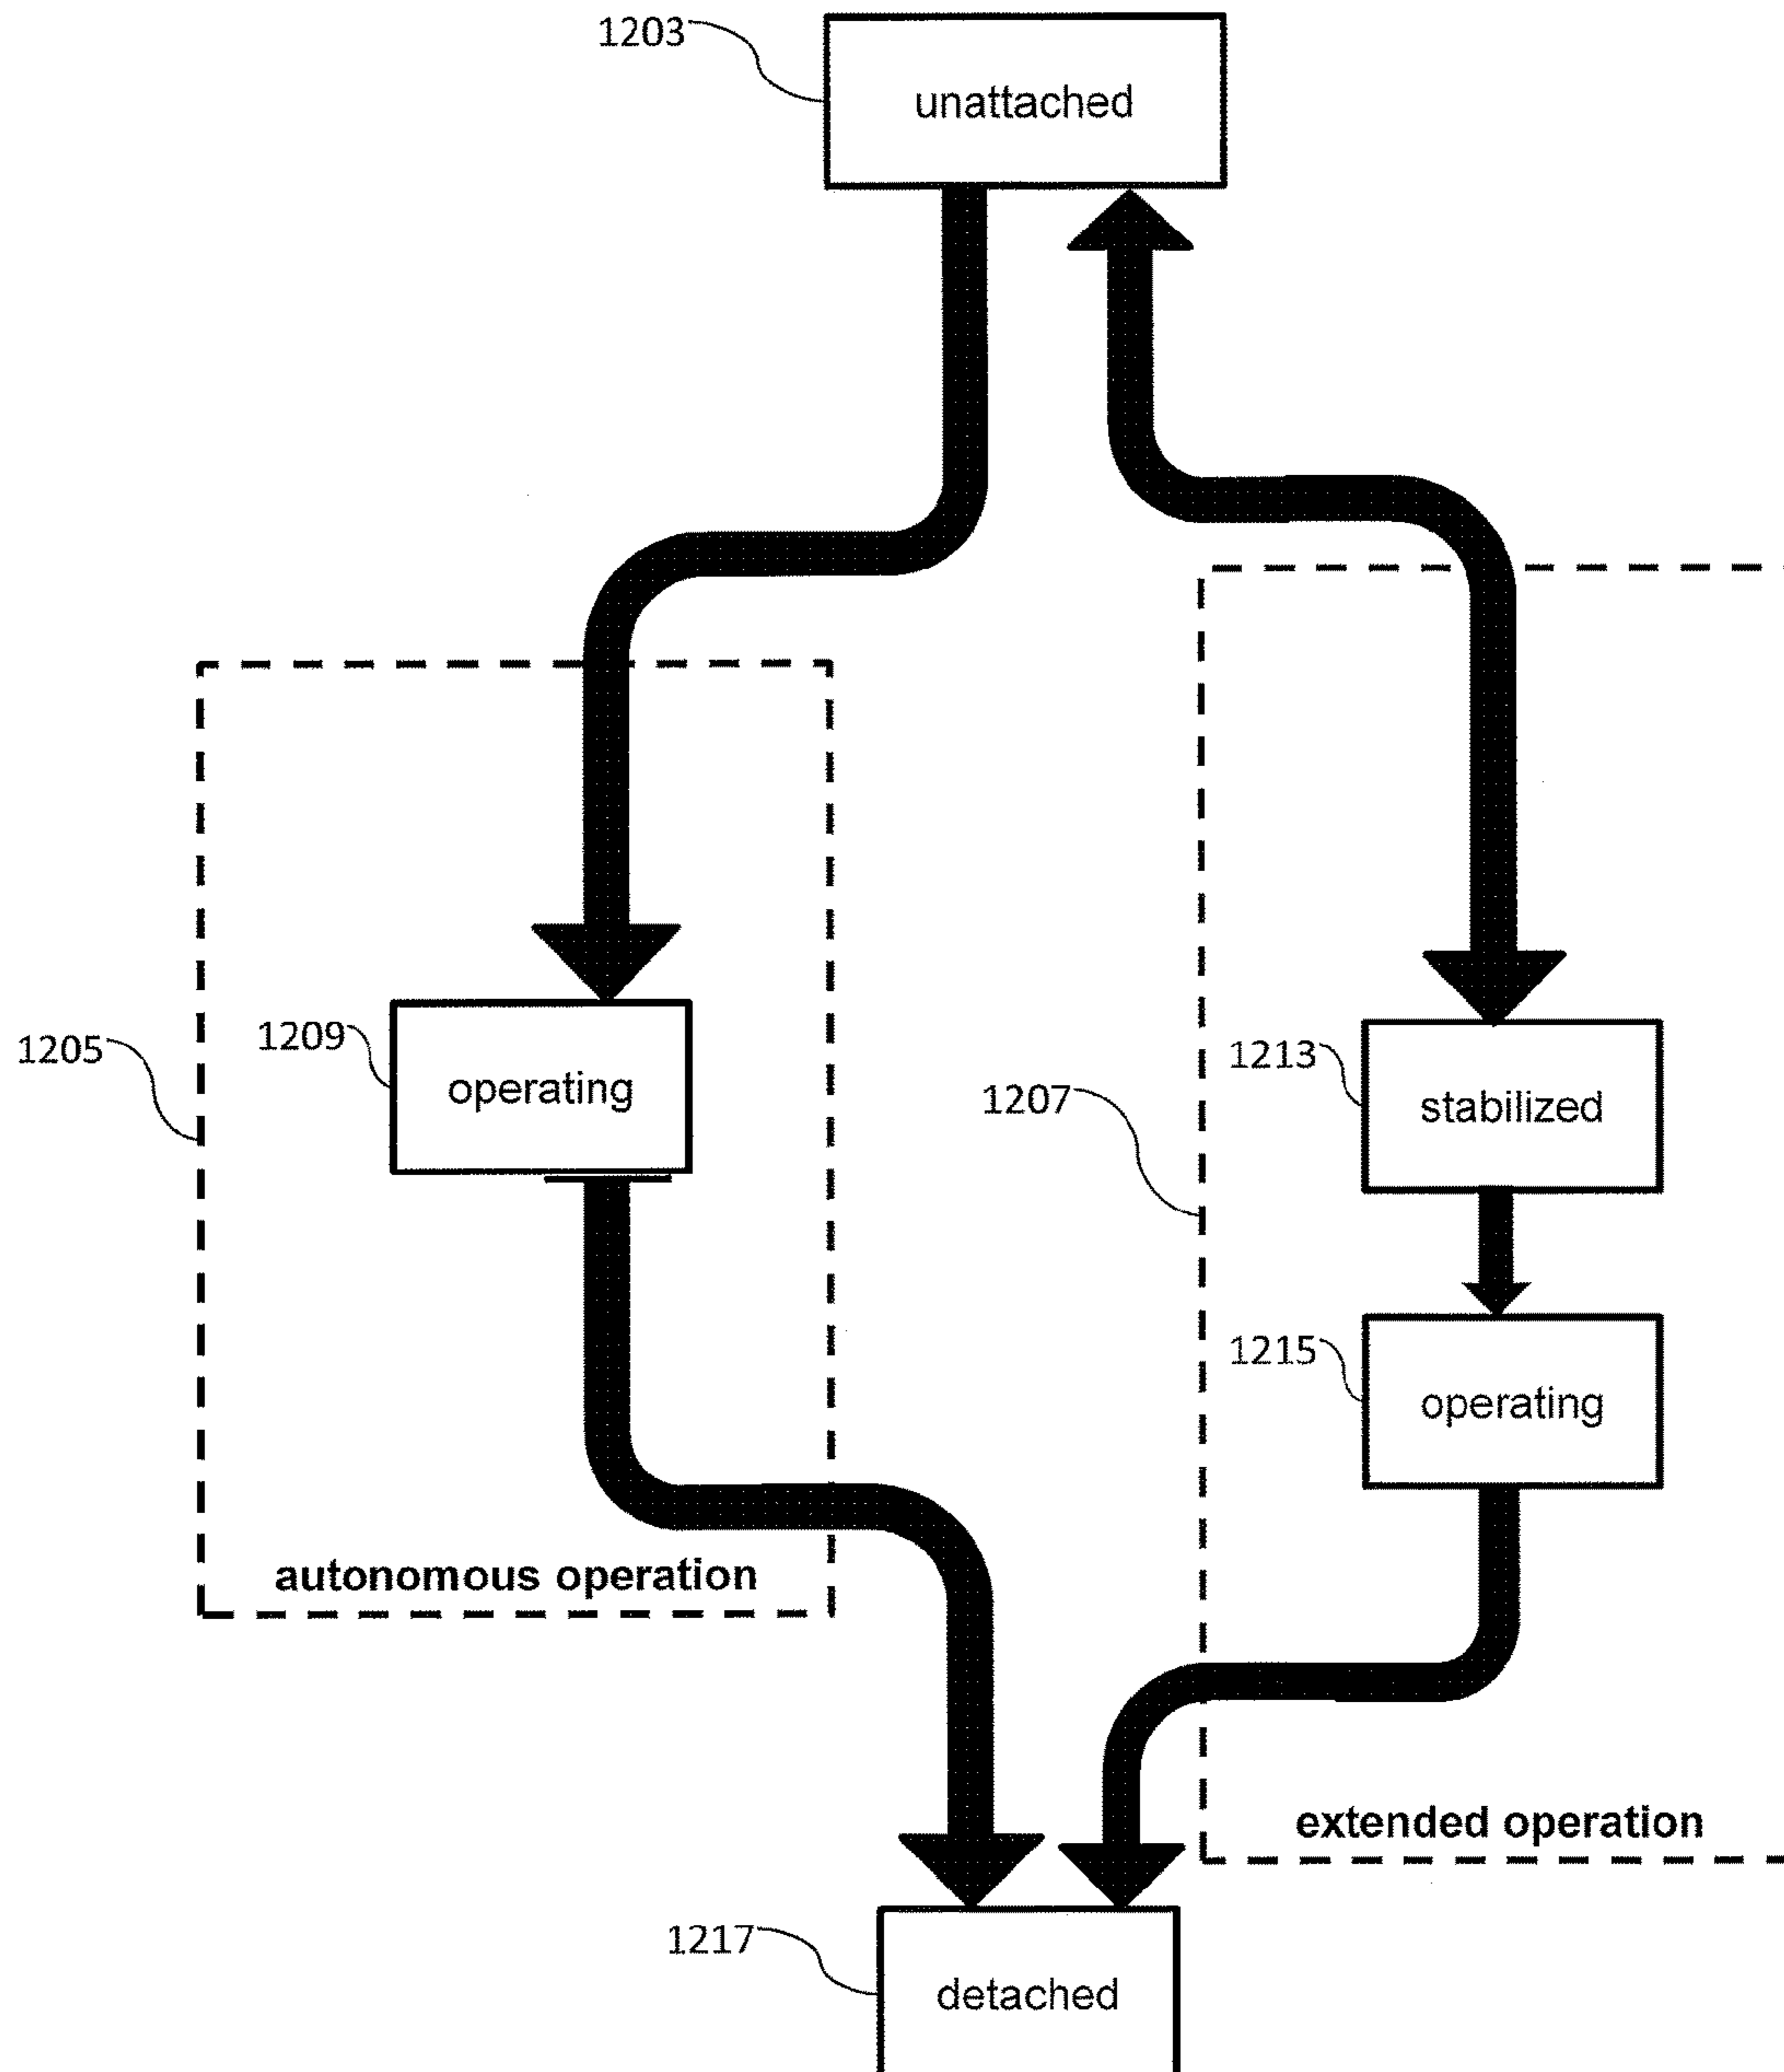 1203
unattached
1205
1209
operating
1207
1213
stabilized
1215
operating
autonomous operation
extended operation
1217
detached